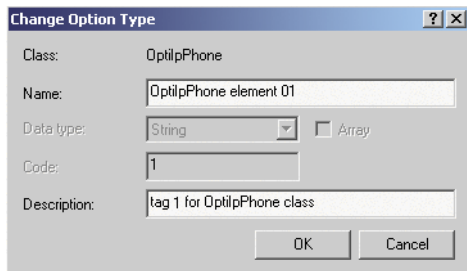 Change Option Type
Class: OptiIpPhone
Name: OptiIpPhone element 01
Data type: String Array
Code: 1
Description: tag 1 for OptiIpPhone class
OK Cancel